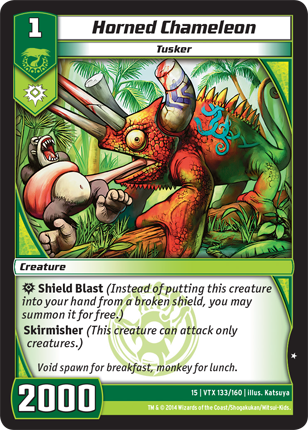 1
Horned Chameleon
Tusker
Creature
Shield Blast (Instead of putting this creature
into your hand from a broken shield, you may
summon it for free.)
Skirmisher (This creature can attack only
creatures.)
Void spawn for breakfast, monkey for lunch.
2000
15 | VTX 133/160 | illus. Katsuya
TM & © 2014 Wizards of the Coast/Shogakukan/Mitsui-Kids.